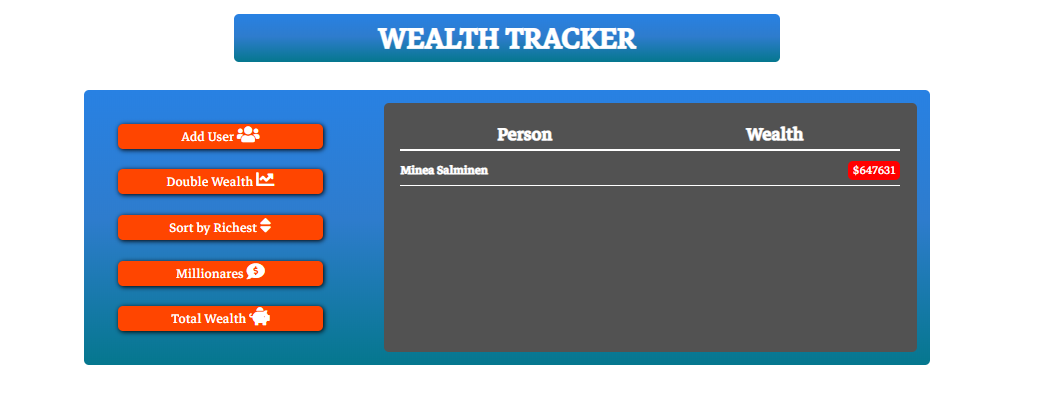 WEALTH TRACKER
Add User
Double Wealth
Sort by Richest
Millionares
Total Wealth
Person Wealth
Minea Salminen $647631